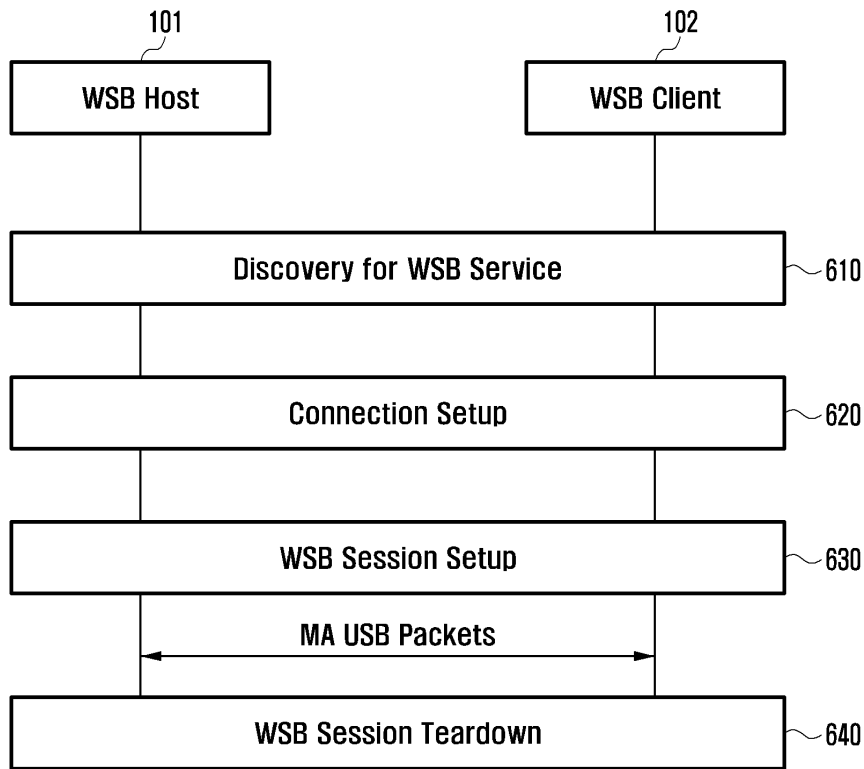 101 102
WSB Host WSB Client
Discovery for WSB Service 610
Connection Setup 620
WSB Session Setup 630
MA USB Packets
WSB Session Teardown 640